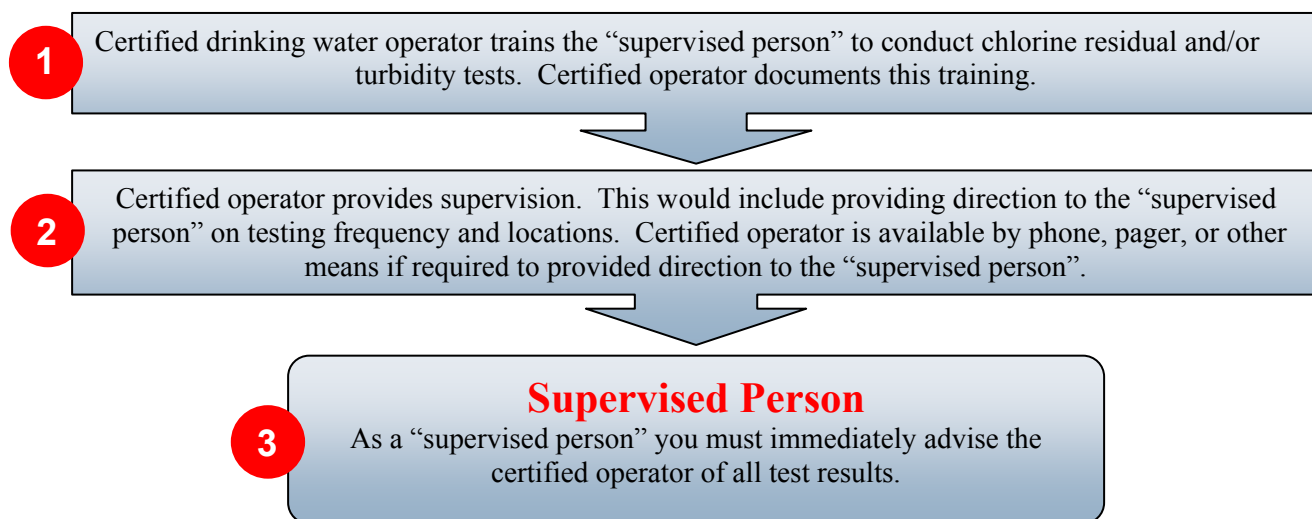 1
Certified drinking water operator trains the “supervised person” to conduct chlorine residual and/or
turbidity tests.  Certified operator documents this training.
2
Certified operator provides supervision.  This would include providing direction to the “supervised
person” on testing frequency and locations.  Certified operator is available by phone, pager, or other
means if required to provided direction to the “supervised person”.
Supervised Person
3
As a “supervised person” you must immediately advise the
certified operator of all test results.